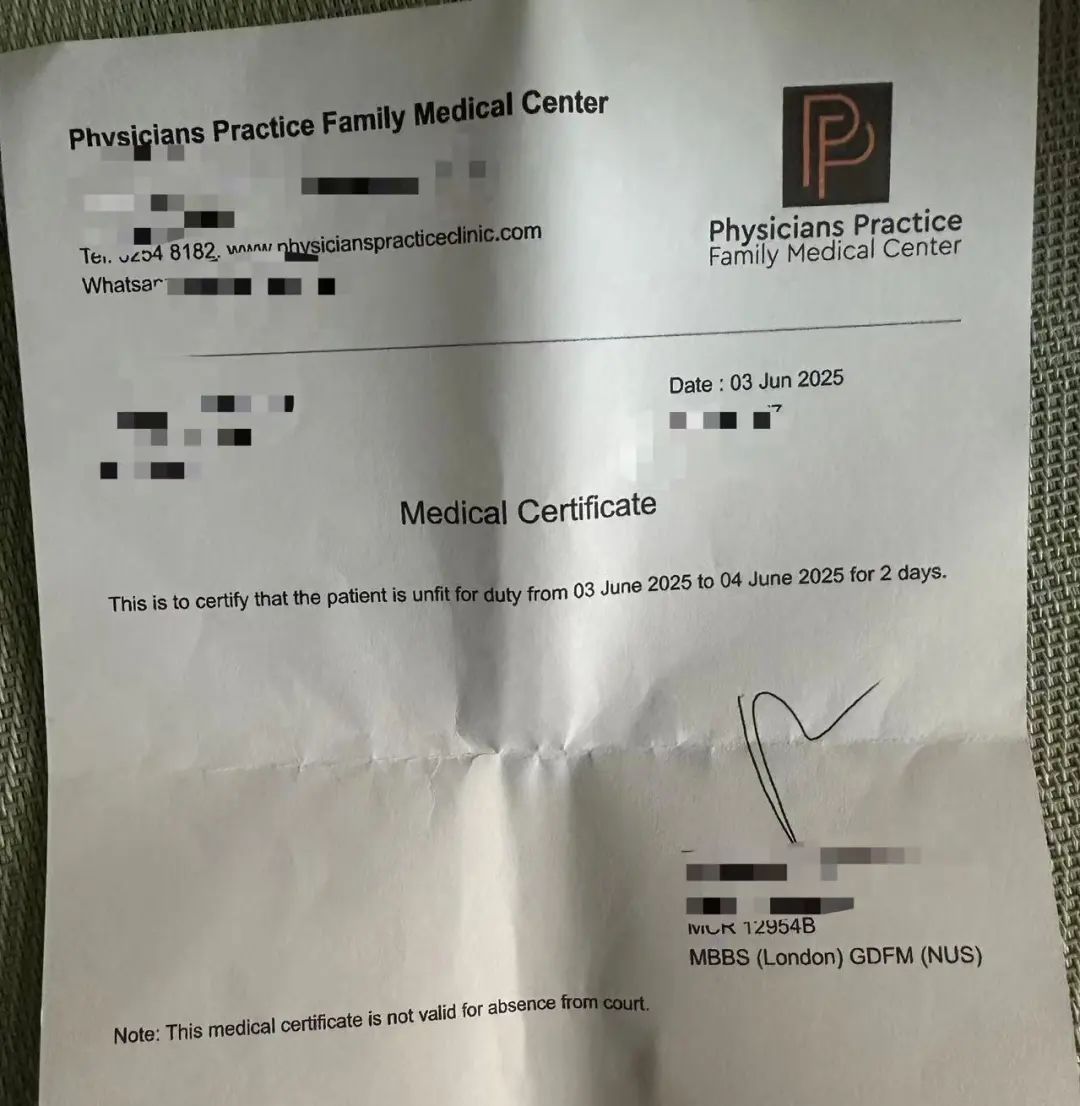 Physicians Practice Family Medical Center
8182. www physicianspracticeclinic.com
Physicians Practice
Family Medical Center
Date : 03 Jun 2025
Medical Certificate
This is to certify that the patient is unfit for duty from 03 June 2025 to 04 June 2025 for 2 days.
MCR 12954B
MBBS (London) GDFM (NUS)
Note: This medical certificate is not valid for absence from court.